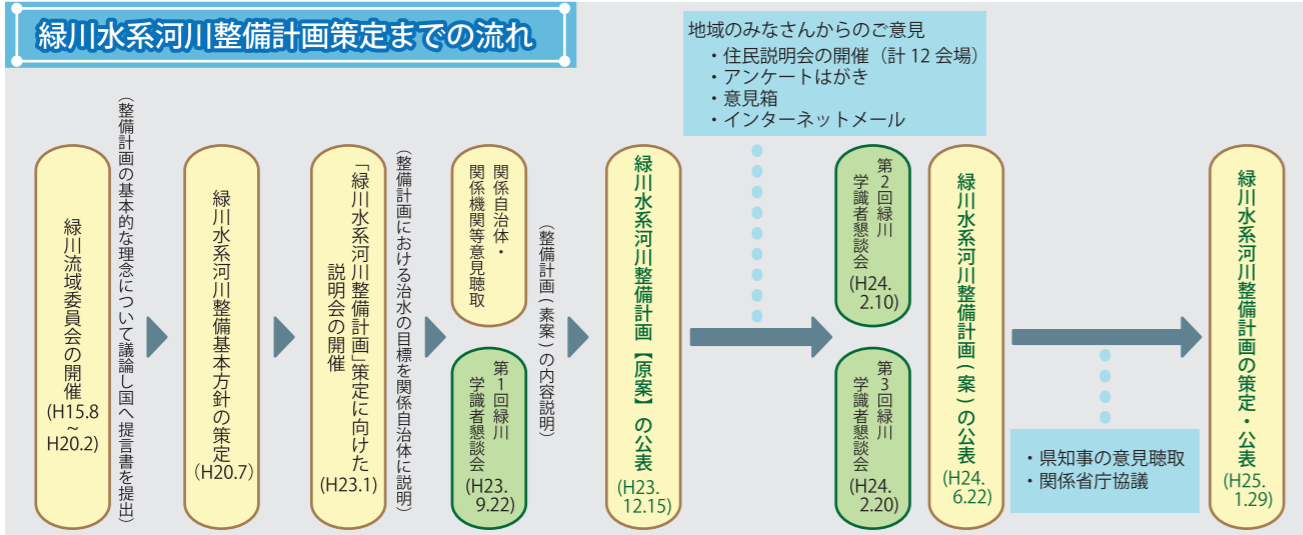 緑川水系河川整備計画策定までの流れ
地域のみなさんからのご意見
・住民説明会の開催（計 12 会場）
・アンケートはがき
・意見箱
・インターネットメール
緑川流域委員会の開催
(H15.8
~
H20.2)
(整備計画の基本的な理念について議論し国へ提言書を提出)
緑川水系河川整備基本方針の策定
(H20.7)
「緑川水系河川整備計画」策定に向けた
説明会の開催
(H23.1)
(整備計画における治水の目標を関係自治体に説明)
関係自治体・
関係機関等意見聴取
第1回緑川
学識者懇談会
(H23.
9.22)
(整備計画(素案)の内容説明)
緑川水系河川整備計画【原案】の公表
(H23.
12.15)
第2回緑川
学識者懇談会
(H24.
2.10)
第3回緑川
学識者懇談会
(H24.
2.20)
緑川水系河川整備計画(案)の公表
(H24.
6.22)
・県知事の意見聴取
・関係省庁協議
緑川水系河川整備計画の策定・公表
(H25.
1.29)